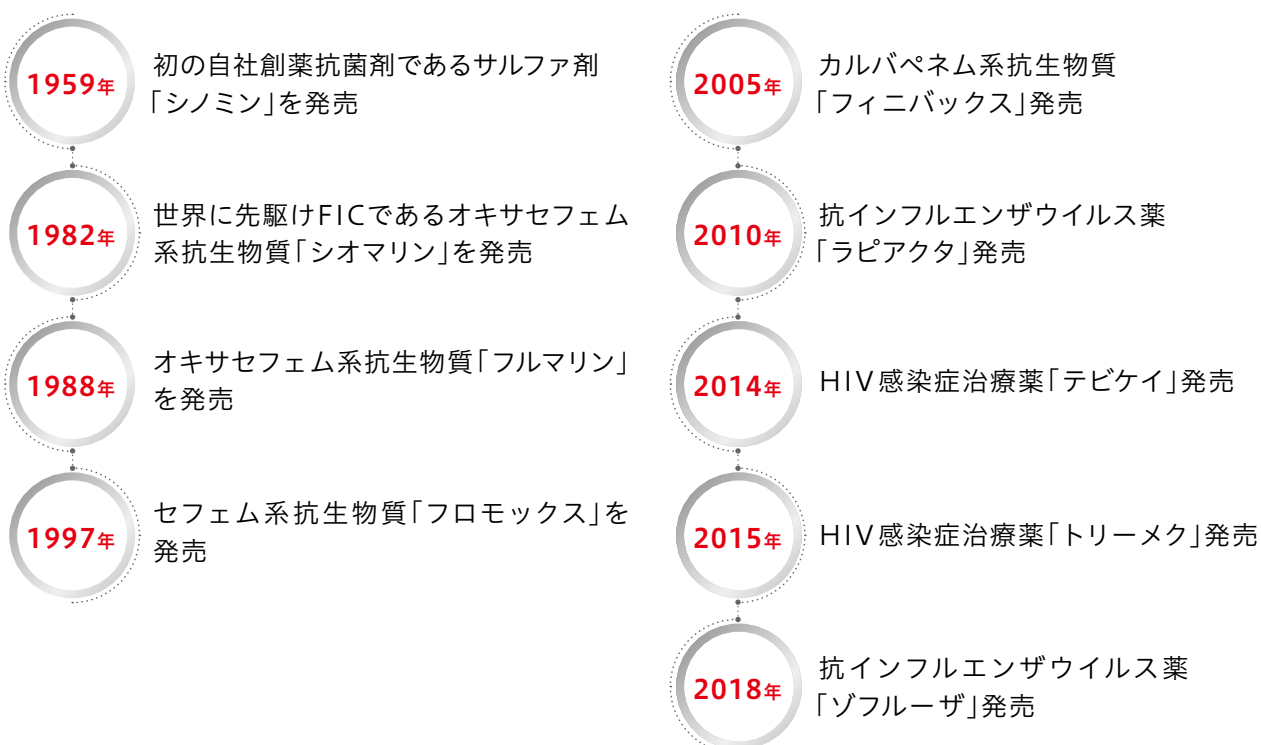 1959年
初の自社創薬抗菌剤であるサルファ剤
「シノミン」を発売
1982年
世界に先駆けFICであるオキサセフェム
系抗生物質「シオマリン」を発売
1988年
オキサセフェム系抗生物質「フルマリン」
を発売
1997年
セフェム系抗生物質「フロモックス」を
発売
2005年
カルバペネム系抗生物質
「フィニバックス」発売
2010年
抗インフルエンザウイルス薬
「ラピアクタ」発売
2014年
HIV感染症治療薬「テビケイ」発売
2015年
HIV感染症治療薬「トリーメク」発売
2018年
抗インフルエンザウイルス薬
「ゾフルーザ」発売